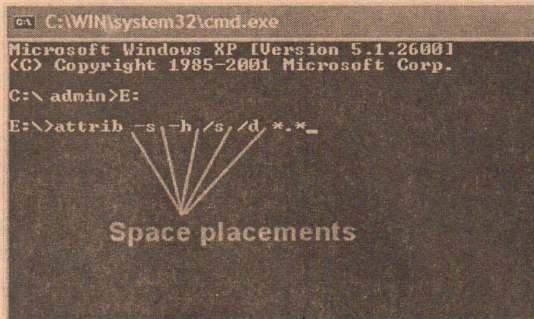 C:\WIN\system32\cmd.exe
Microsoft Windows XP [Version 5.1.2600]
(C) Copyright 1985-2001 Microsoft Corp.
C:\ admin>E:
E:\>attrib -s -h /s /d *.*_
Space placements